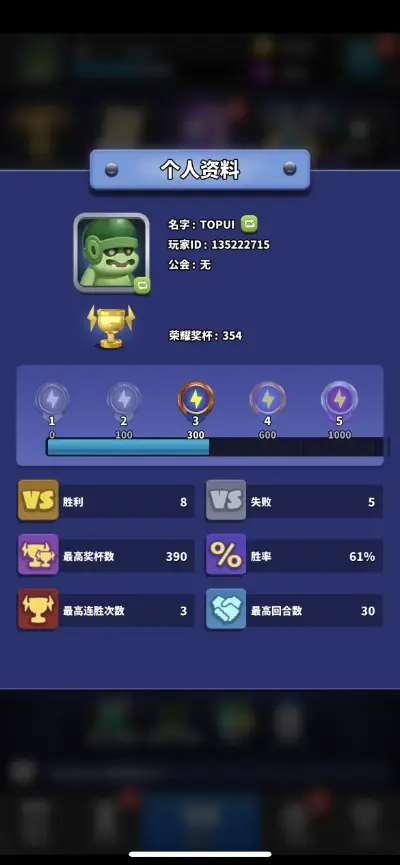 个人资料
名字：TOPUI
玩家ID：135222715
公会：无
荣耀奖杯：354
1 2 3 4 5
0 100 300 600 1000
VS 胜利 8
VS 失败 5
最高奖杯数 390
% 胜率 61%
最高连胜次数 3
最高回合数 30